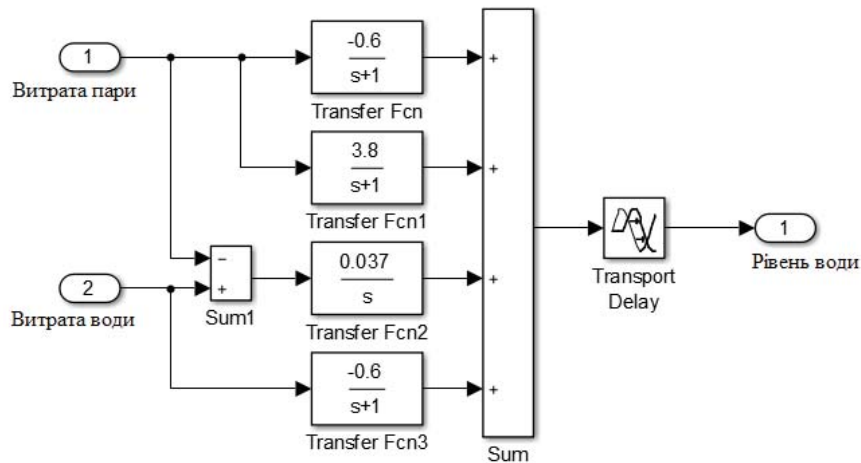 1
Витрата пари
-0.6
s+1
Transfer Fcn
3.8
s+1
Transfer Fcn1
−
+
Sum1
2
Витрата води
0.037
s
Transfer Fcn2
-0.6
s+1
Transfer Fcn3
+
+
+
+
Sum
Transport
Delay
1
Рівень води